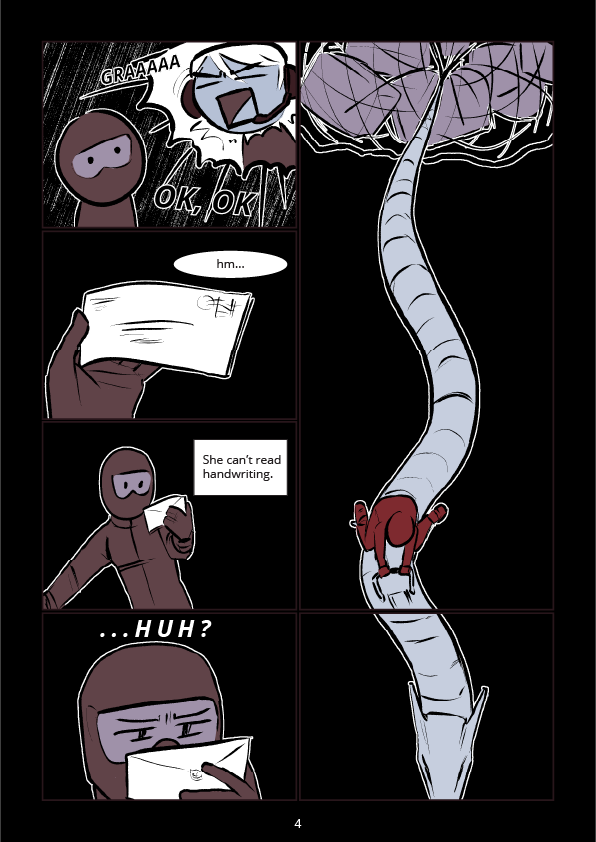 GRAAAAA
OK, OK
hm...
She can't read
handwriting.
...HUH?
4